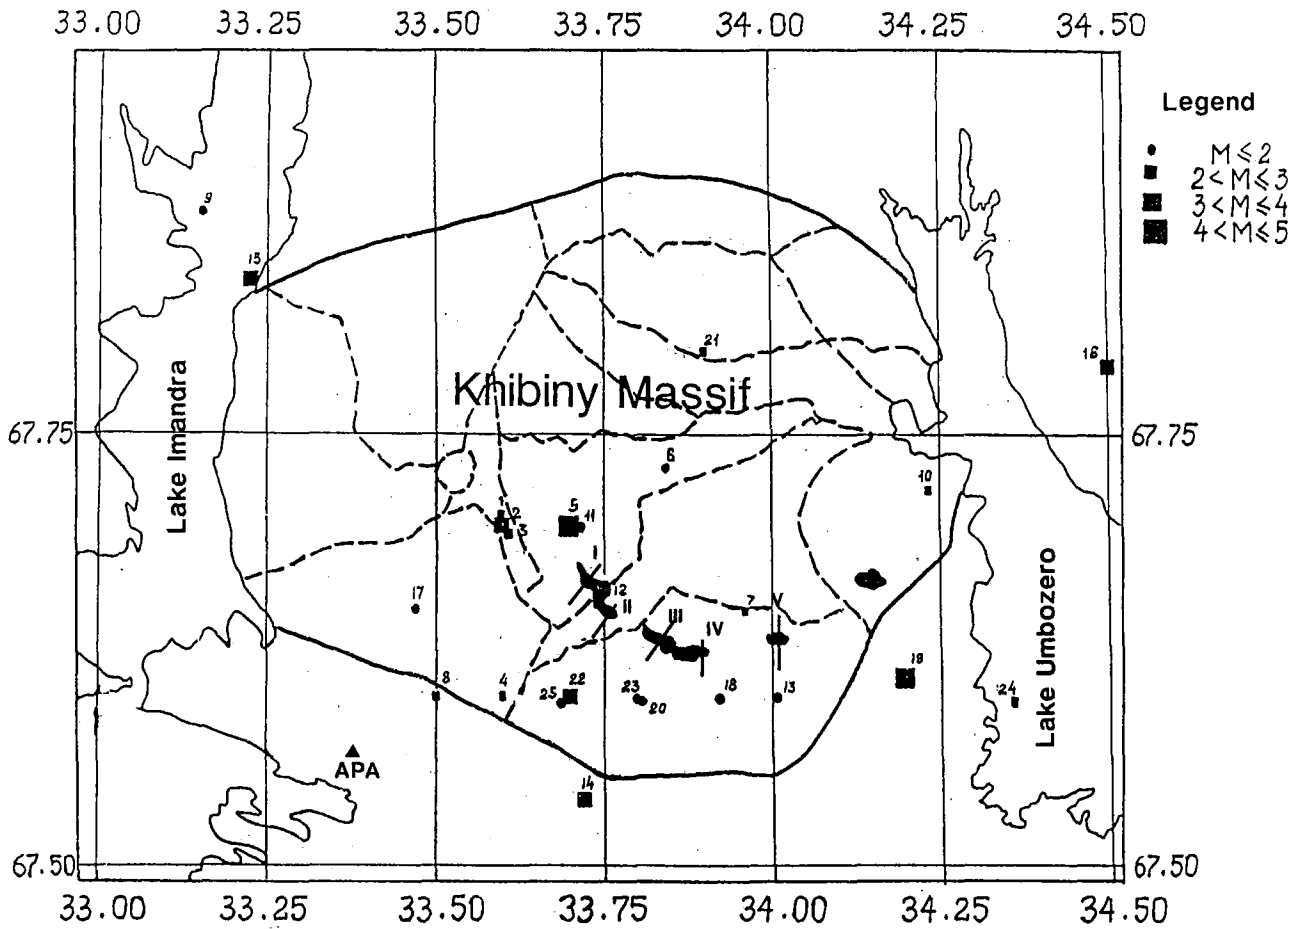 33.00 33.25 33.50 33.75 34.00 34.25 34.50
Legend
M ≤ 2
2 < M ≤ 3
3 < M ≤ 4
4 < M ≤ 5
9
15
21
16
Lake Imandra
Khibiny Massif
67.75
67.75
6
10
1
2
3
5
11
I
12
II
17
III
IV
7
V
8
4
25
22
23
20
18
13
19
24
Lake Umbozero
APA
14
67.50
67.50
33.00 33.25 33.50 33.75 34.00 34.25 34.50